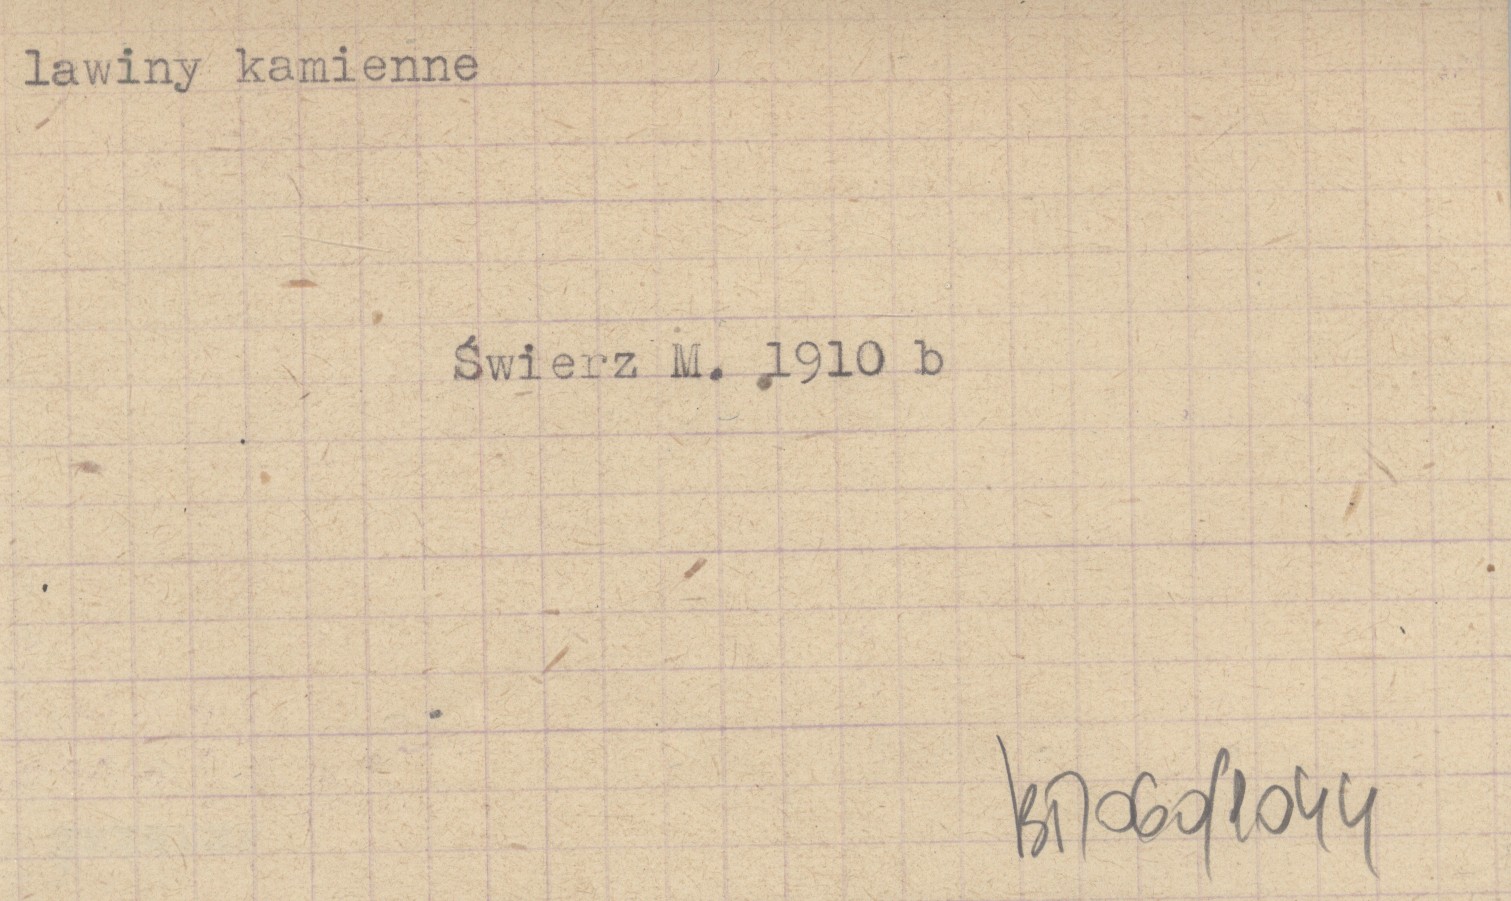 lawiny kamienne
Świerz M. 1910 b